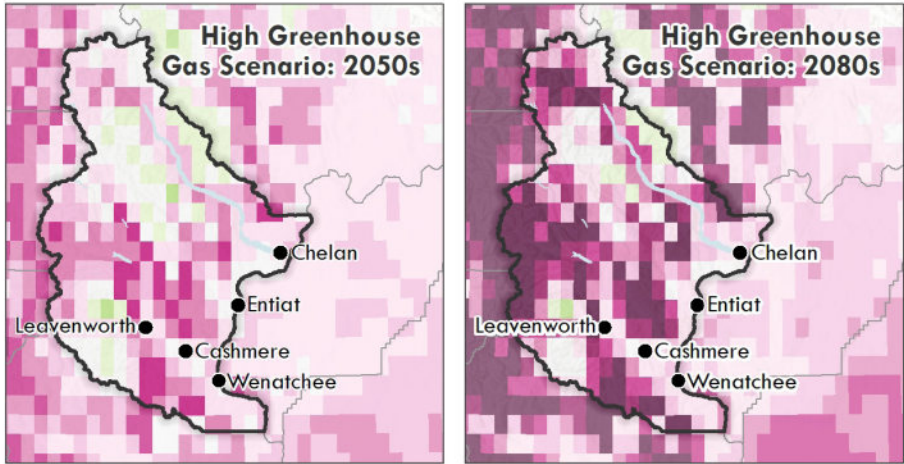 High Greenhouse
Gas Scenario: 2050s
Chelan
Entiat
Leavenworth
Cashmere
Wenatchee
High Greenhouse
Gas Scenario: 2080s
Chelan
Entiat
Leavenworth
Cashmere
Wenatchee